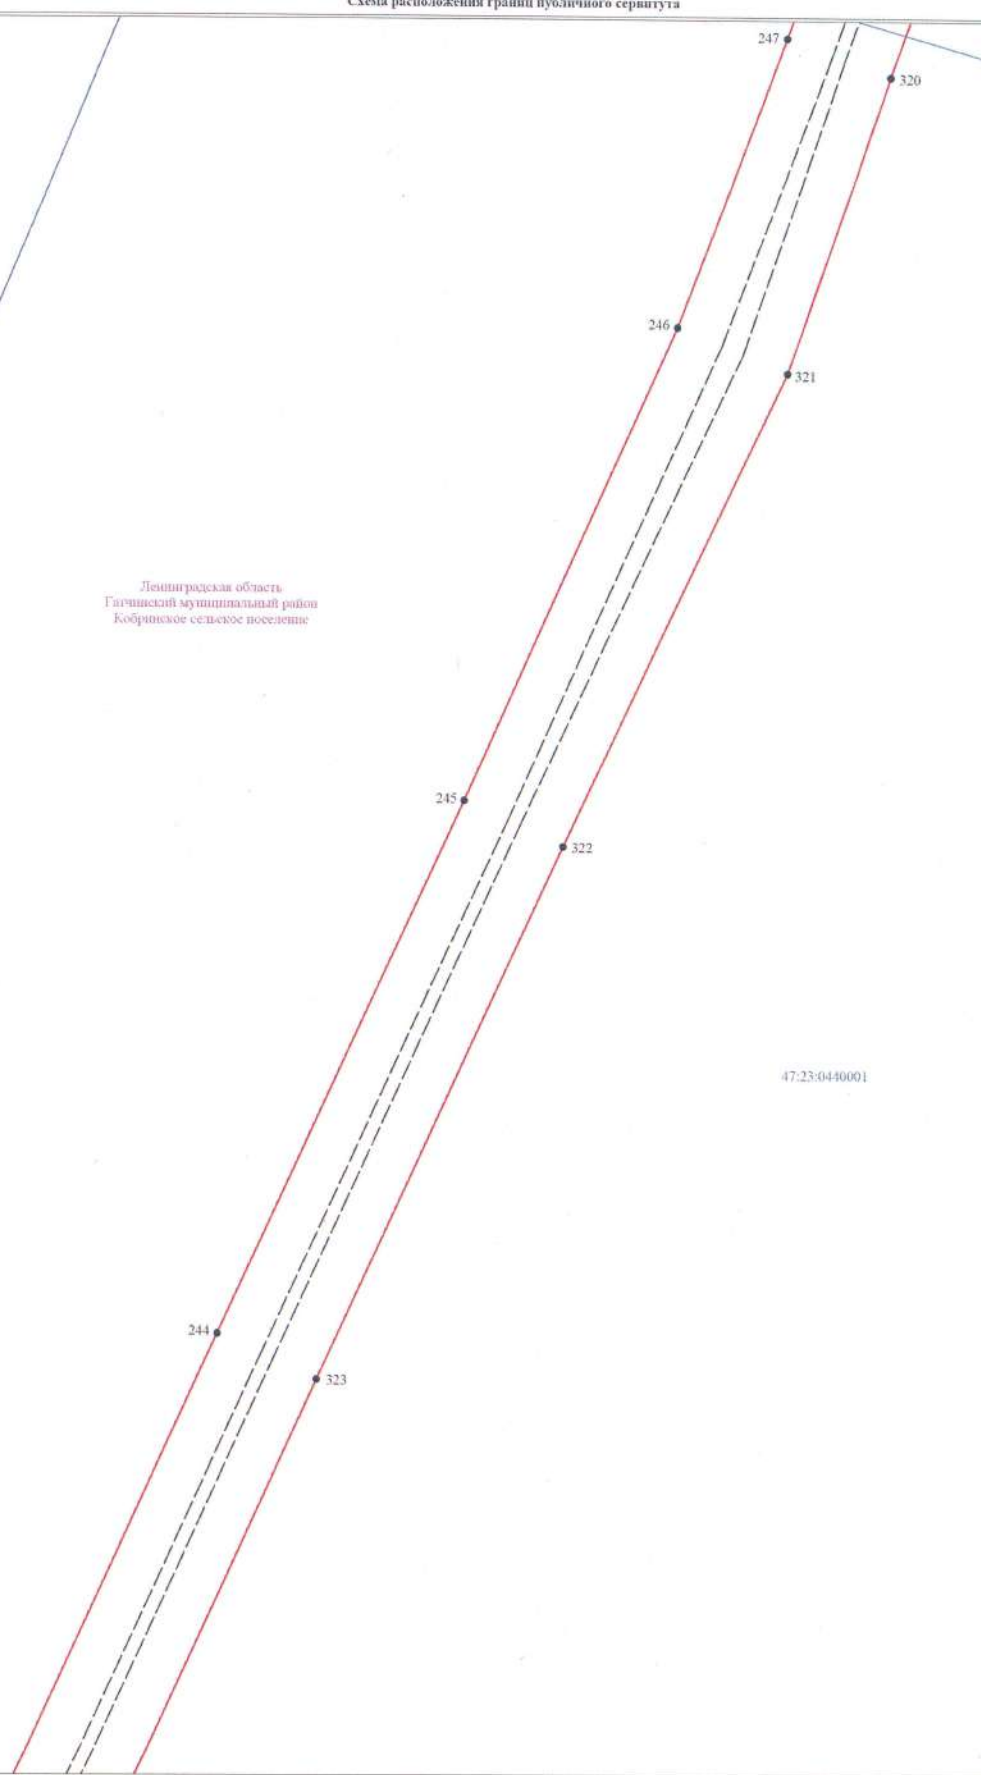 Схема расположения границ публичного сервитута
247
320
246
321
Ленинградская область
Гатчинский муниципальный район
Кобринское сельское поселение
245
322
47:23:0440001
244
323